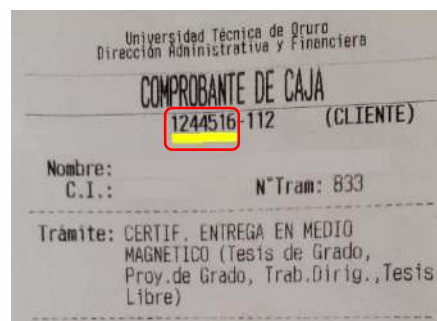 Universidad Técnica de Oruro
Dirección Administrativa y Financiera
COMPROBANTE DE CAJA
1244516-112 (CLIENTE)
Nombre:
C.I.: N°Tram: 833
Trámite: CERTIF. ENTREGA EN MEDIO
MAGNETICO (Tesis de Grado,
Proy.de Grado, Trab.Dirig.,Tesis
Libre)